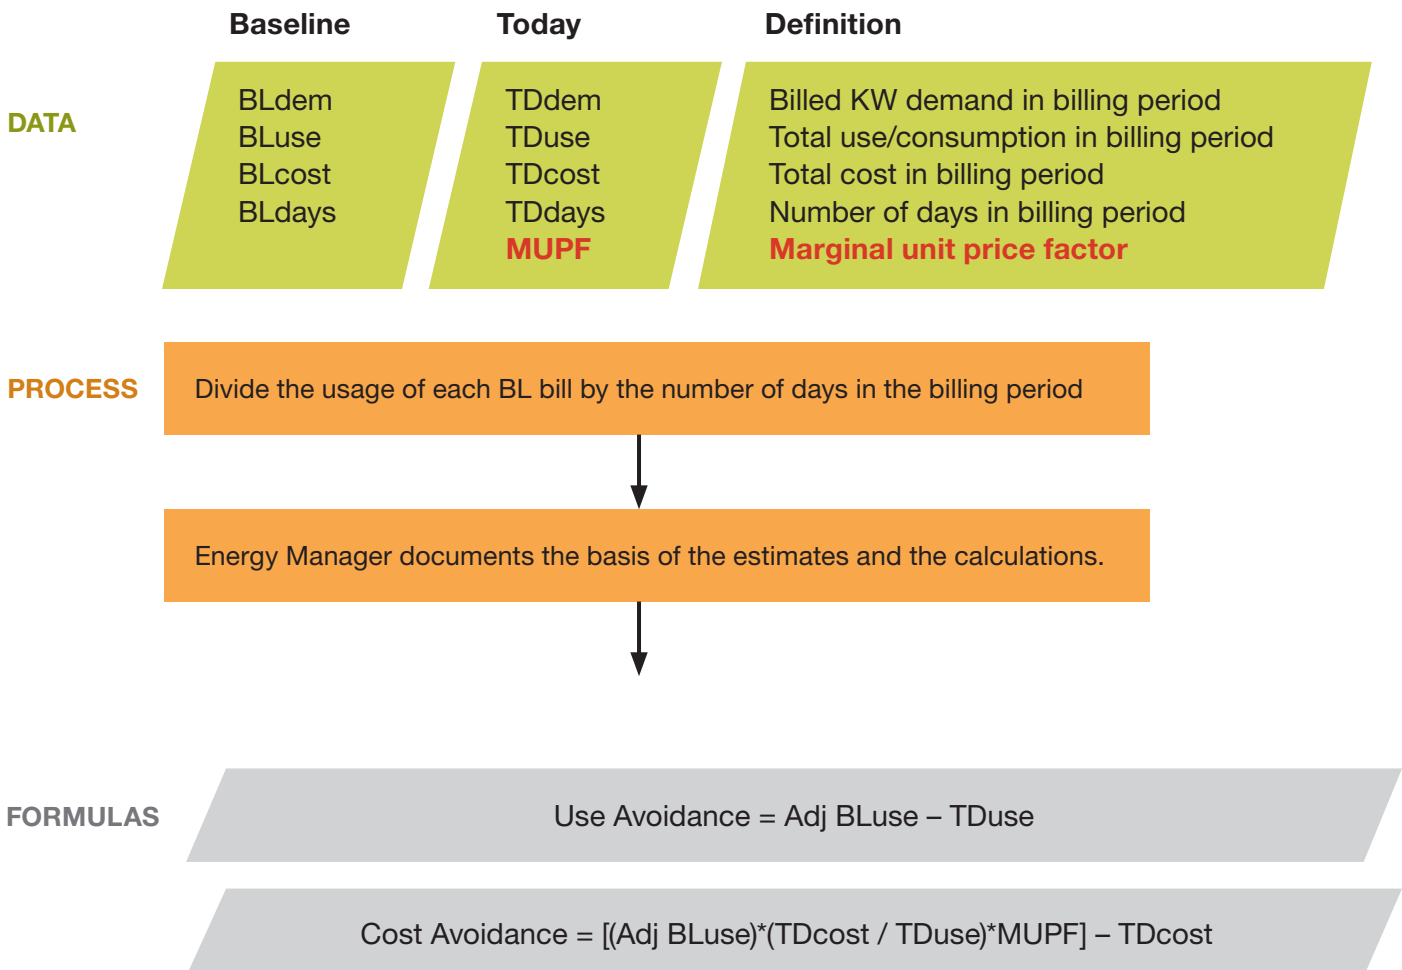 Baseline Today Definition
DATA
BLdem TDdem Billed KW demand in billing period
BLuse TDuse Total use/consumption in billing period
BLcost TDcost Total cost in billing period
BLdays TDdays Number of days in billing period
MUPF Marginal unit price factor
PROCESS
Divide the usage of each BL bill by the number of days in the billing period
Energy Manager documents the basis of the estimates and the calculations.
FORMULAS
Use Avoidance = Adj BLuse – TDuse
Cost Avoidance = [(Adj BLuse)*(TDcost / TDuse)*MUPF] – TDcost